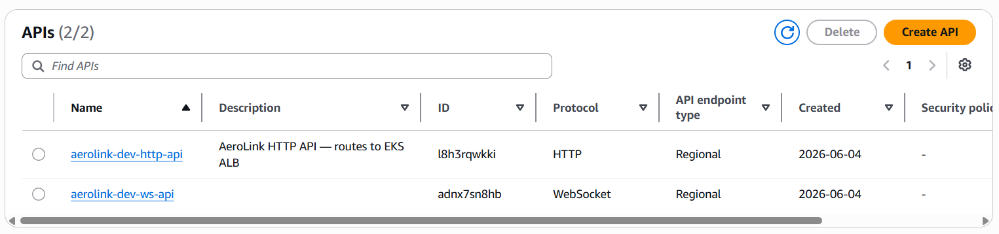 APIs (2/2)
Delete
Create API
Find APIs
1
Name
Description
ID
Protocol
API endpoint
type
Created
Security polic
aerolink-dev-http-api
AeroLink HTTP API — routes to EKS
ALB
l8h3rqwkki
HTTP
Regional
2026-06-04
-
aerolink-dev-ws-api
adnx7sn8hb
WebSocket
Regional
2026-06-04
-